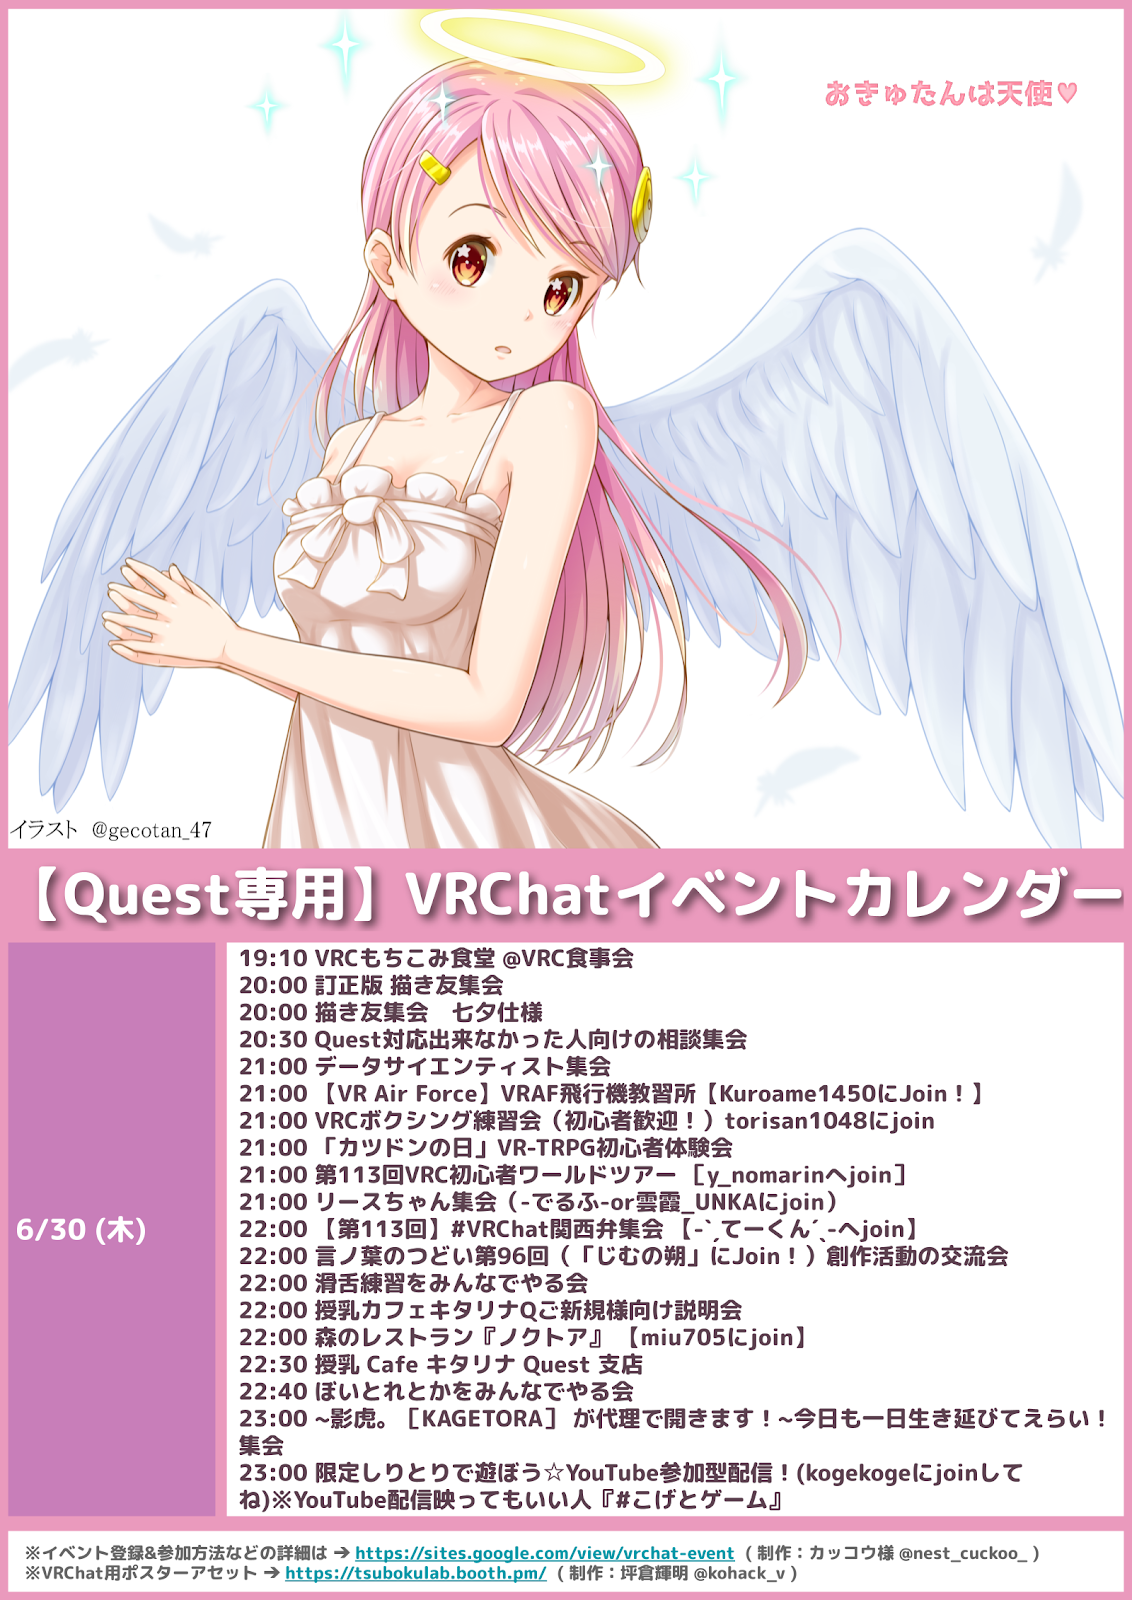 おきゅたんは天使♥
イラスト @gecotan_47
【Quest専用】VRChatイベントカレンダー
6/30 (木)
19:10 VRCもちこみ食堂 @VRC食事会
20:00 訂正版 描き友集会
20:00 描き友集会　七夕仕様
20:30 Quest対応出来なかった人向けの相談集会
21:00 データサイエンティスト集会
21:00 【VR Air Force】VRAF飛行機教習所【Kuroame1450にJoin！】
21:00 VRCボクシング練習会（初心者歓迎！）torisan1048にjoin
21:00 「カツドンの日」VR-TRPG初心者体験会
21:00 第113回VRC初心者ワールドツアー ［y_nomarinへjoin］
21:00 リースちゃん集会（-でるふ-or雲霞_UNKAにjoin）
22:00 【第113回】#VRChat関西弁集会 【-ˋˏてーくんˊˎ-へjoin】
22:00 言ノ葉のつどい第96回（「じむの朔」にJoin！）創作活動の交流会
22:00 滑舌練習をみんなでやる会
22:00 授乳カフェキタリナQご新規様向け説明会
22:00 森のレストラン『ノクトア』 【miu705にjoin】
22:30 授乳 Cafe キタリナ Quest 支店
22:40 ぼいとれとかをみんなでやる会
23:00 ~影虎。［KAGETORA］ が代理で開きます！~今日も一日生き延びてえらい！
集会
23:00 限定しりとりで遊ぼう☆YouTube参加型配信！(kogekogeにjoinして
ね)※YouTube配信映ってもいい人『#こげとゲーム』
※イベント登録&参加方法などの詳細は → https://sites.google.com/view/vrchat-event （ 制作：カッコウ様 @nest_cuckoo_ )
※VRChat用ポスターアセット → https://tsubokulab.booth.pm/ （ 制作：坪倉輝明 @kohack_v )